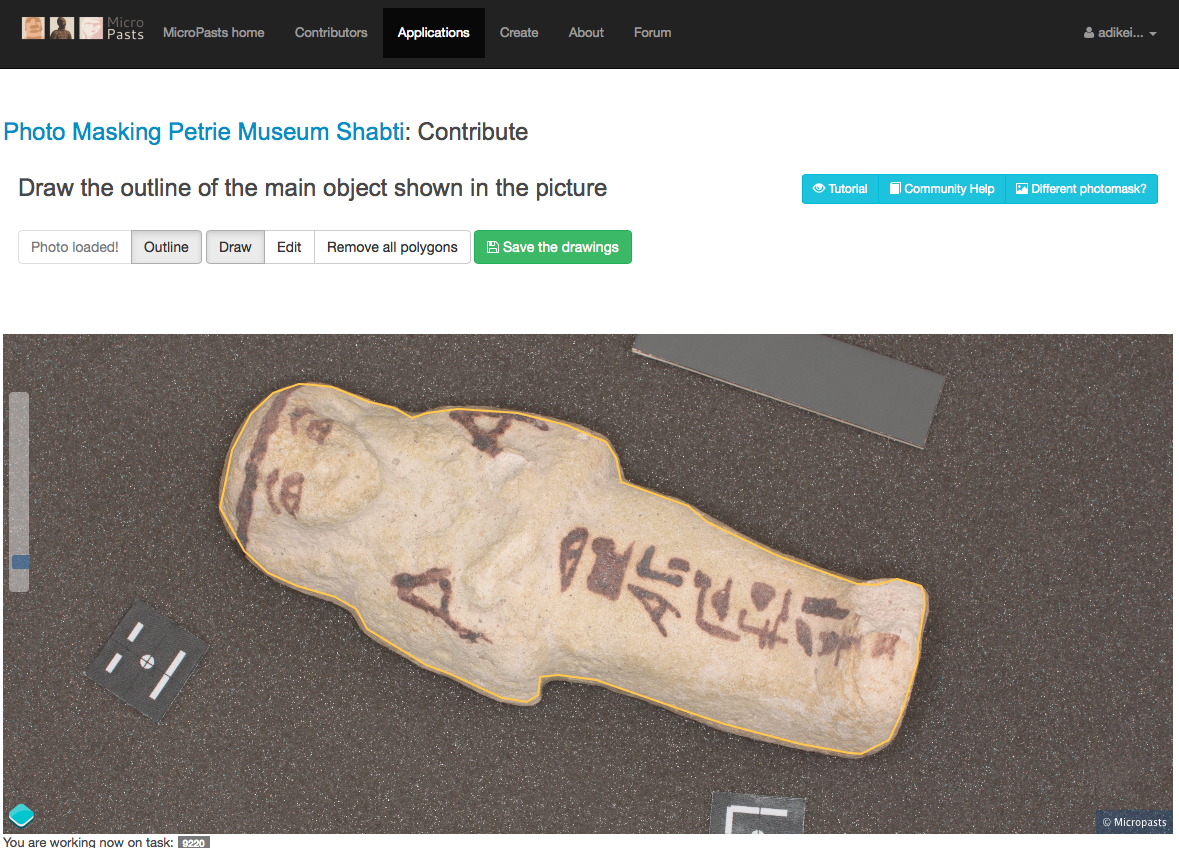 Micro
Pasts
MicroPasts home
Contributors
Applications
Create
About
Forum
adikei...
Photo Masking Petrie Museum Shabti: Contribute
Draw the outline of the main object shown in the picture
Tutorial
Community Help
Different photomask?
Photo loaded!
Outline
Draw
Edit
Remove all polygons
Save the drawings
© Micropasts
You are working now on task: 9220